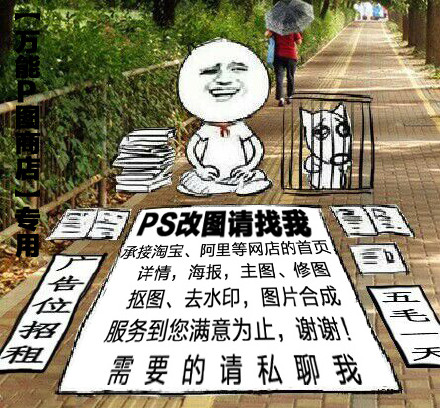 【万能P图商店】专用
PS改图请找我
承接淘宝、阿里等网店的首页、
详情，海报，主图、修图
抠图、去水印，图片合成
服务到您满意为止，谢谢！
需要的请私聊我
广告位招租
五毛一天